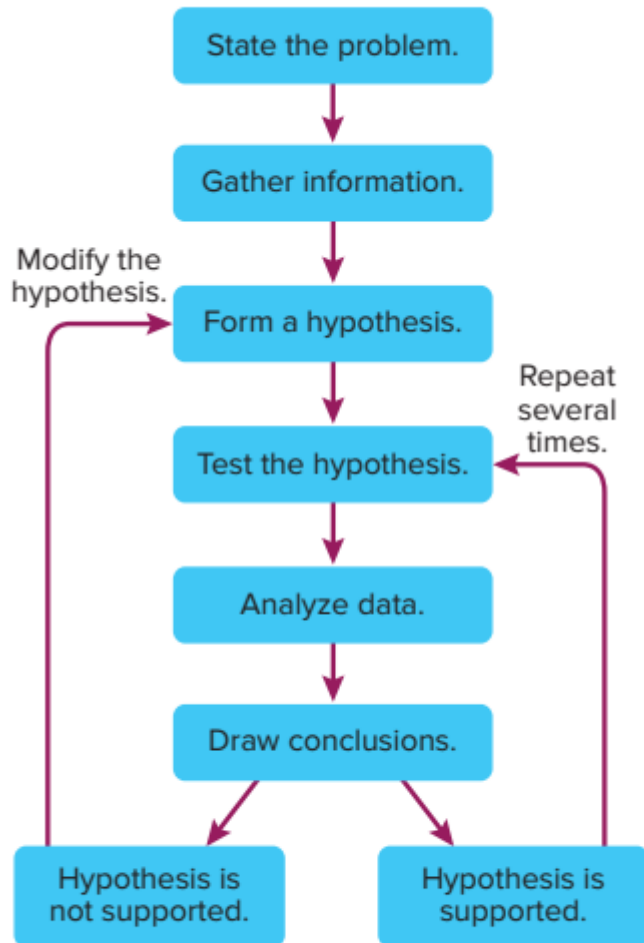 State the problem.
Gather information.
Modify the
hypothesis.
Form a hypothesis.
Repeat
several
times.
Test the hypothesis.
Analyze data.
Draw conclusions.
Hypothesis is
not supported.
Hypothesis is
supported.